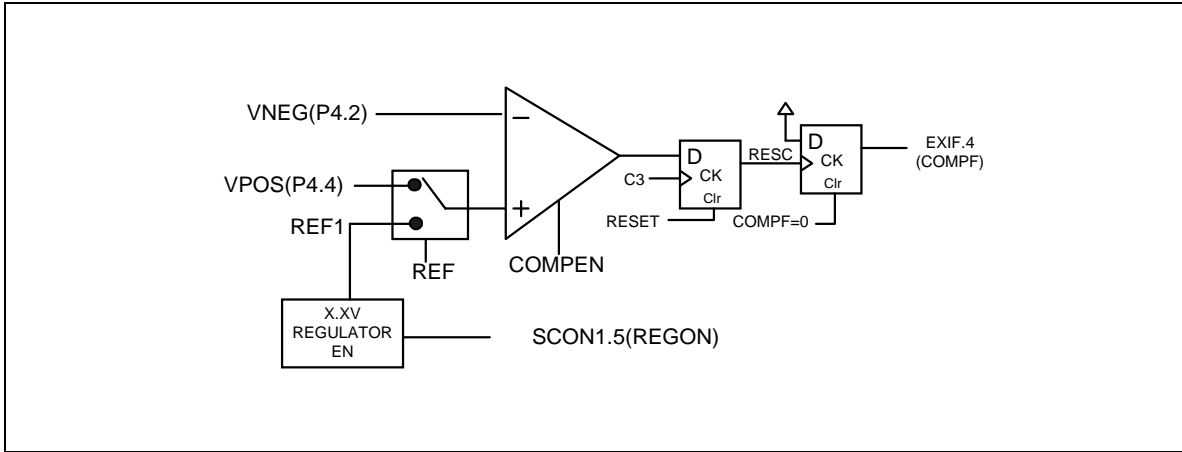 VNEG(P4.2)
−
VPOS(P4.4)
REF1
REF
+
COMPEN
X.XV
REGULATOR
EN
SCON1.5(REGON)
D
CK
Clr
C3
RESET
RESC
D
CK
Clr
COMPF=0
EXIF.4
(COMPF)